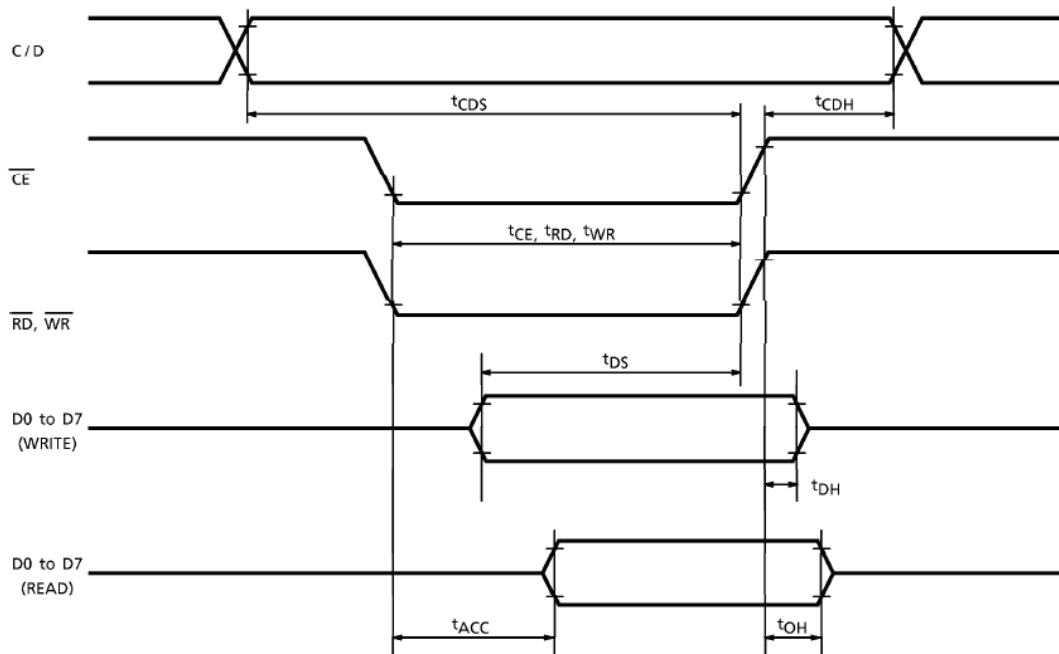 C / D
tCDS
tCDH
CE
tCE, tRD, tWR
RD, WR
tDS
D0 to D7
(WRITE)
tDH
D0 to D7
(READ)
tACC
tOH